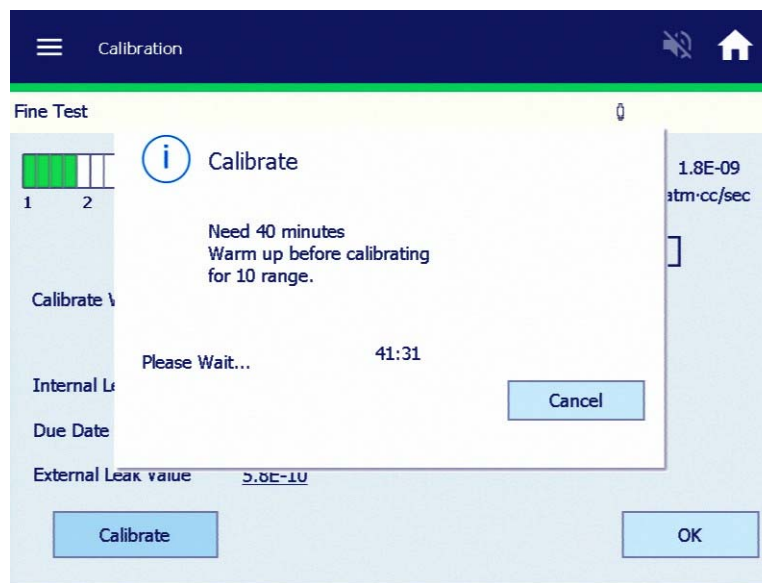 Calibration
Fine Test
Calibrate
1.8E-09
1 2
atm·cc/sec
Need 40 minutes
Warm up before calibrating
for 10 range.
Calibrate
Please Wait... 41:31
Internal
Cancel
Due Date
External Leak Value 5.8E-10
Calibrate
OK